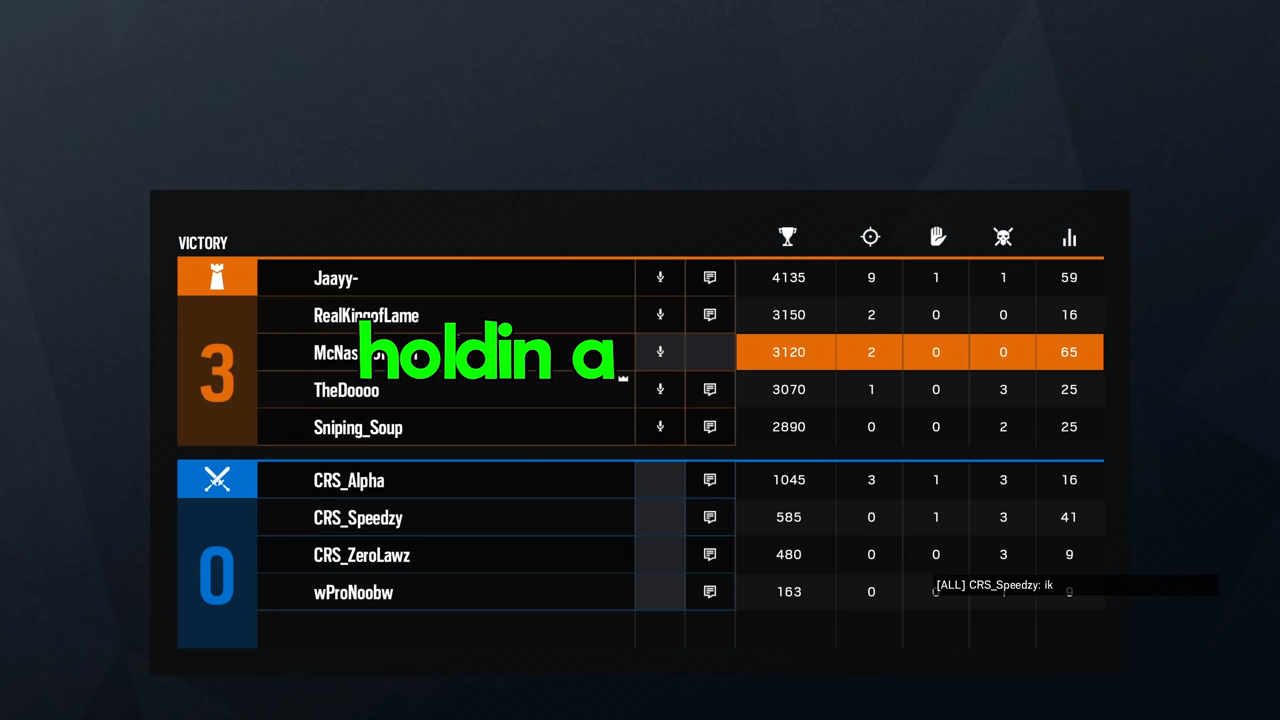 VICTORY
Jaayy- 4135 9 1 1 59
RealKingofLame 3150 2 0 0 16
3120 2 0 0 65
holdin a
3
TheDoooo 3070 1 0 3 25
Sniping_Soup 2890 0 0 2 25
CRS_Alpha 1045 3 1 3 16
CRS_Speedzy 585 0 1 3 41
CRS_ZeroLawz 480 0 0 3 9
0
wProNoobw 163 0
[ALL] CRS_Speedzy: ik